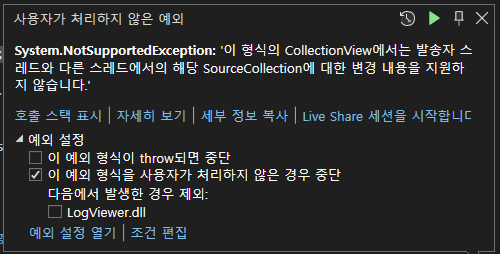 사용자가 처리하지 않은 예외
System.NotSupportedException: '이 형식의 CollectionView에서는 발송자 스
레드와 다른 스레드에서의 해당 SourceCollection에 대한 변경 내용을 지원하
지 않습니다.'
호출 스택 표시 | 자세히 보기 | 세부 정보 복사 | Live Share 세션을 시작합니다
예외 설정
이 예외 형식이 throw되면 중단
이 예외 형식을 사용자가 처리하지 않은 경우 중단
다음에서 발생한 경우 제외:
LogViewer.dll
예외 설정 열기 | 조건 편집